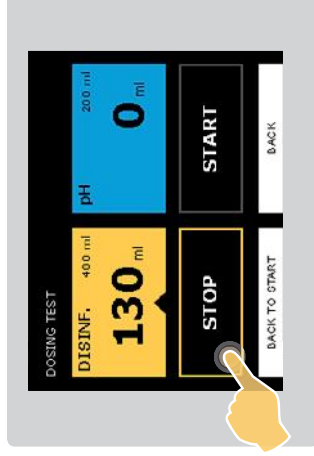 DOSING TEST
DISINF. 400 ml
130 ml
pH 200 ml
0 ml
STOP
START
BACK TO START
BACK